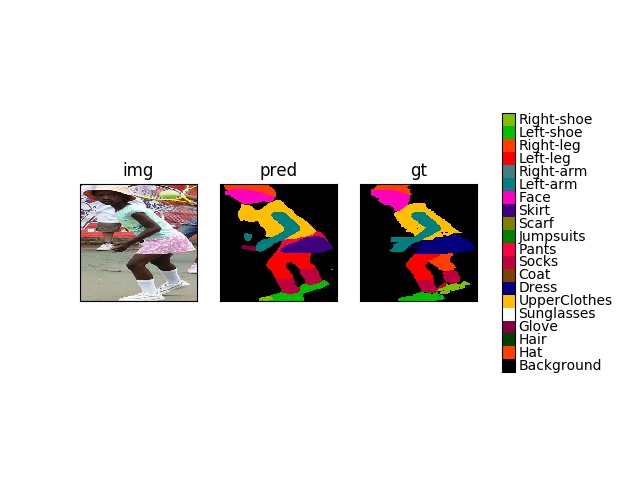 img
pred
gt
Right-shoe
Left-shoe
Right-leg
Left-leg
Right-arm
Left-arm
Face
Skirt
Scarf
Jumpsuits
Pants
Socks
Coat
Dress
UpperClothes
Sunglasses
Glove
Hair
Hat
Background